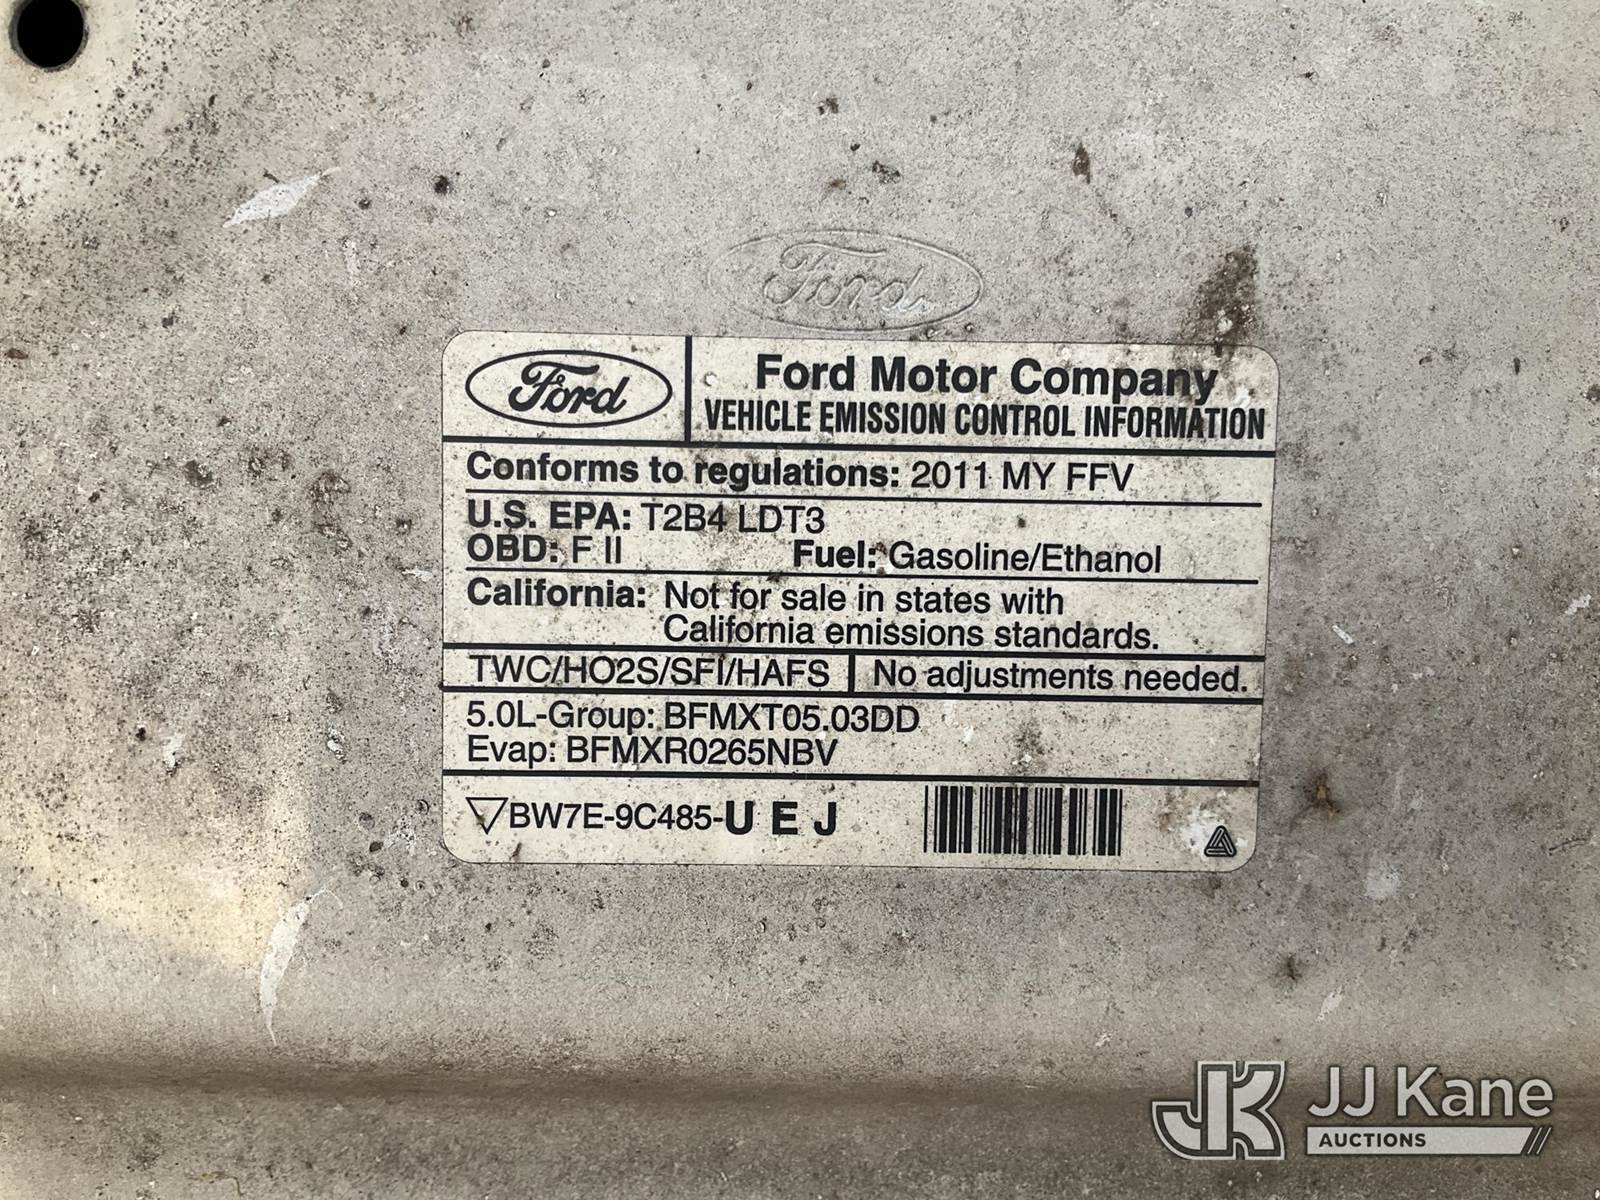 Ford
Ford
Ford Motor Company
VEHICLE EMISSION CONTROL INFORMATION
Conforms to regulations: 2011 MY FFV
U.S. EPA: T2B4 LDT3
OBD: F II Fuel: Gasoline/Ethanol
California: Not for sale in states with
California emissions standards.
TWC/HO2S/SFI/HAFS No adjustments needed.
5.0L-Group: BFMXT05.03DD
Evap: BFMXR0265NBV
BW7E-9C485-U E J
JK JJ Kane
AUCTIONS